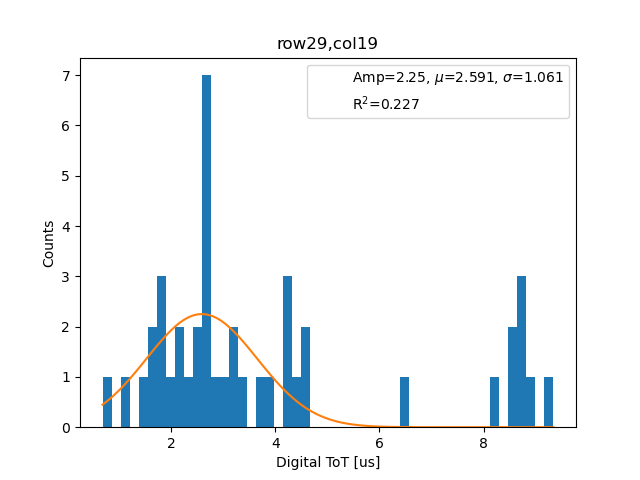 row29,col19
Amp=2.25, μ=2.591, σ=1.061
R²=0.227
7
6
5
4
3
2
1
0
Counts
2 4 6 8
Digital ToT [us]